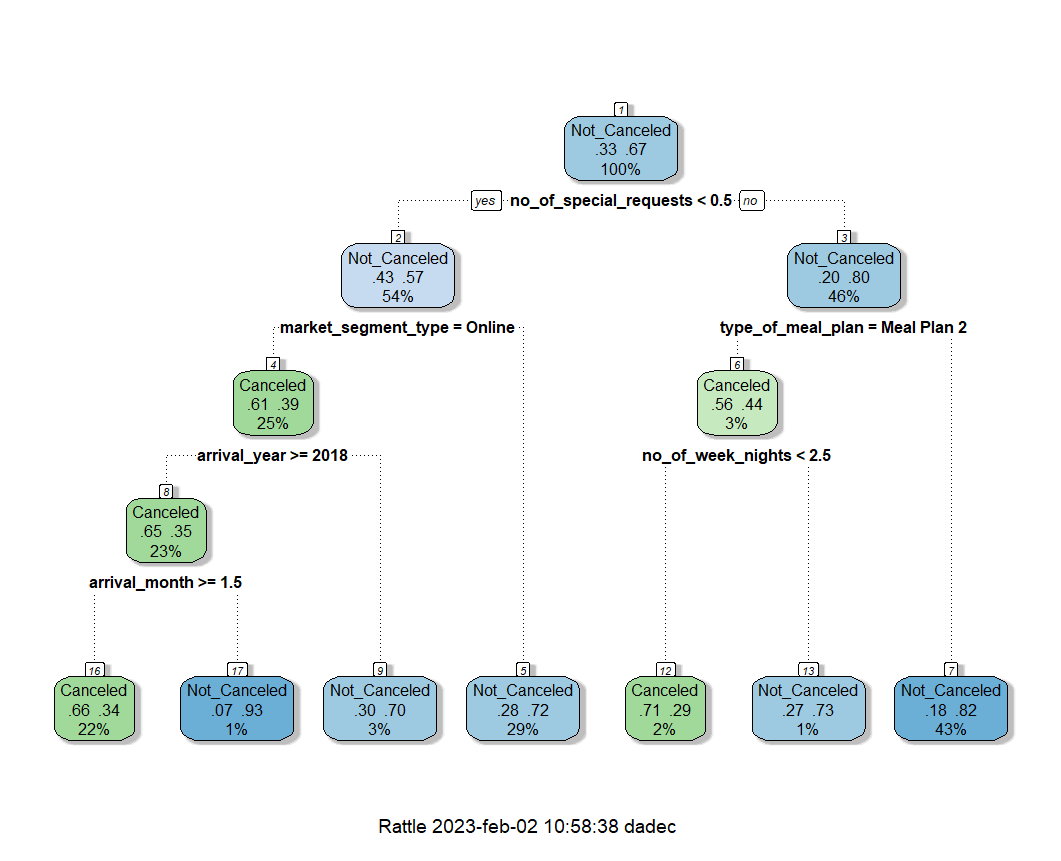 1
Not_Canceled
.33 .67
100%
yes no_of_special_requests < 0.5 no
2
Not_Canceled
.43 .57
54%
3
Not_Canceled
.20 .80
46%
market_segment_type = Online
type_of_meal_plan = Meal Plan 2
4
Canceled
.61 .39
25%
6
Canceled
.56 .44
3%
arrival_year >= 2018
no_of_week_nights < 2.5
8
Canceled
.65 .35
23%
arrival_month >= 1.5
16
Canceled
.66 .34
22%
17
Not_Canceled
.07 .93
1%
9
Not_Canceled
.30 .70
3%
5
Not_Canceled
.28 .72
29%
12
Canceled
.71 .29
2%
13
Not_Canceled
.27 .73
1%
7
Not_Canceled
.18 .82
43%
Rattle 2023-feb-02 10:58:38 dadec